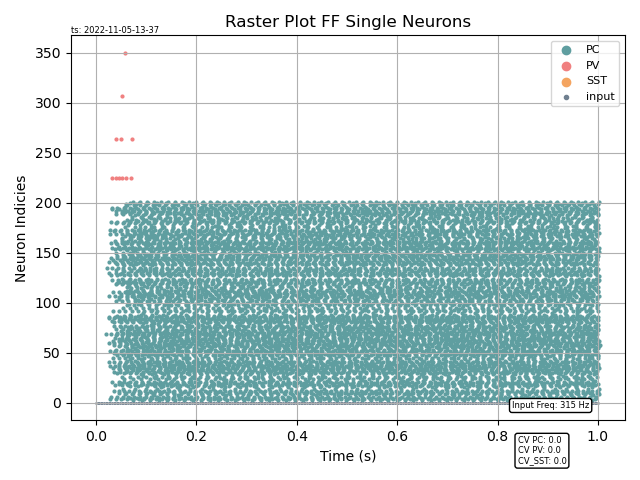 Raster Plot FF Single Neurons
ts: 2022-11-05-13-37
PC
PV
SST
input
350
300
250
200
150
100
50
0
Neuron Indicies
Input Freq: 315 Hz
0.0 0.2 0.4 0.6 0.8 1.0
Time (s)
CV PC: 0.0
CV PV: 0.0
CV_SST: 0.0